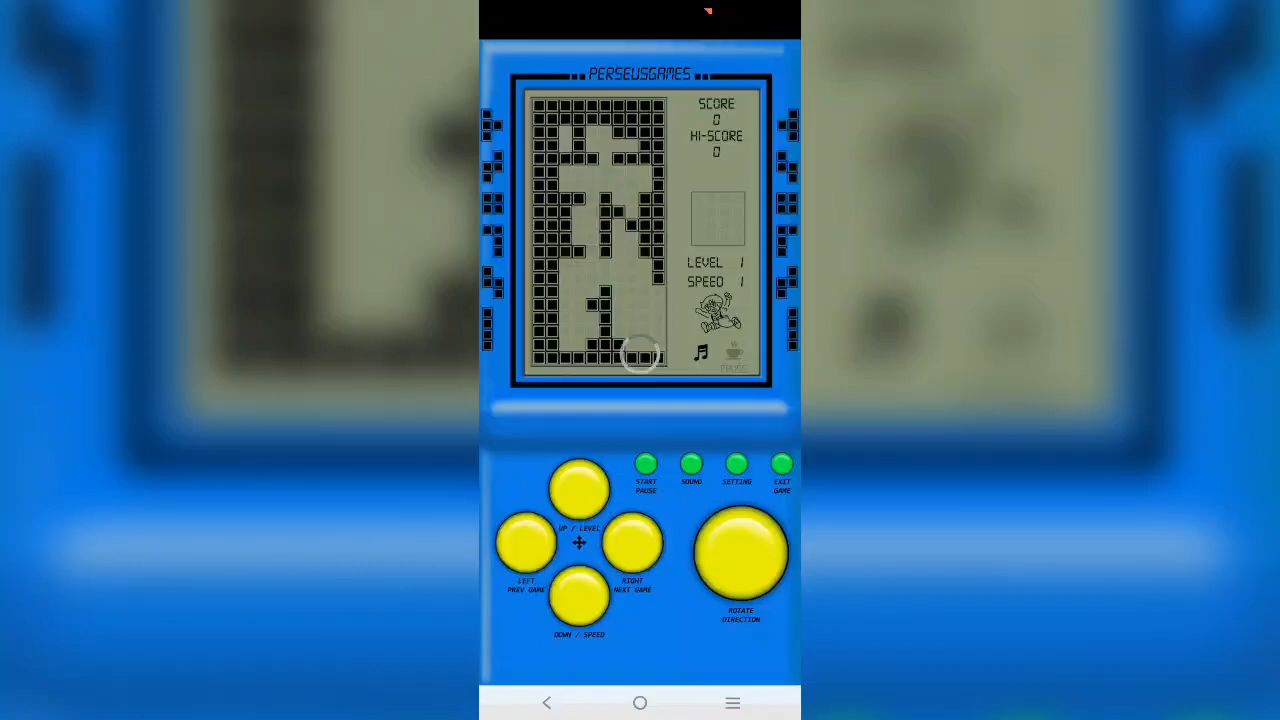 PERSEUSGAMES
SCORE
0
HI-SCORE
0
LEVEL 1
SPEED 1
PAUSE
START
PAUSE
SOUND
SETTING
EXIT
GAME
UP / LEVEL
LEFT
PREV GAME
RIGHT
NEXT GAME
ROTATE
DIRECTION
DOWN / SPEED